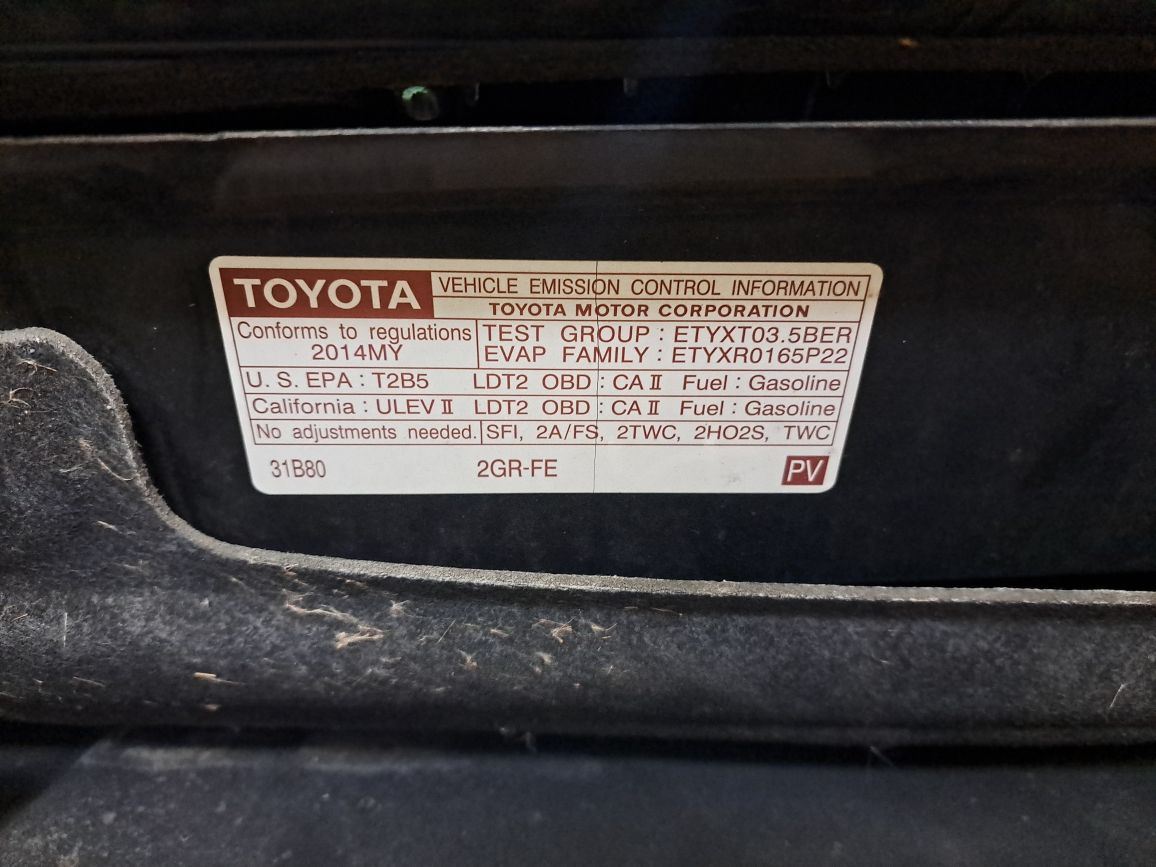 TOYOTA VEHICLE EMISSION CONTROL INFORMATION
TOYOTA MOTOR CORPORATION
Conforms to regulations TEST GROUP : ETYXT03.5BER
2014MY EVAP FAMILY : ETYXR0165P22
U. S. EPA : T2B5 LDT2 OBD : CA II Fuel : Gasoline
California : ULEV II LDT2 OBD : CA II Fuel : Gasoline
No adjustments needed. SFI, 2A/FS, 2TWC, 2HO2S, TWC
31B80 2GR-FE PV